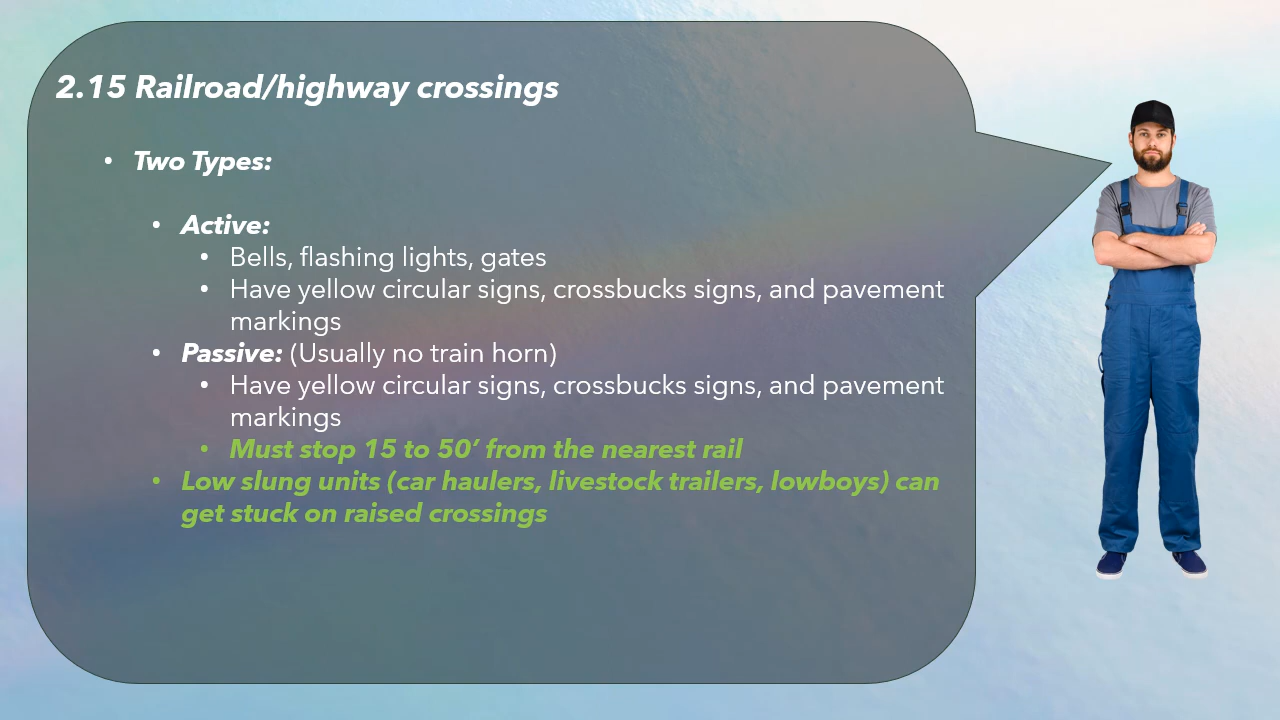 2.15 Railroad/highway crossings
• Two Types:
• Active:
• Bells, flashing lights, gates
• Have yellow circular signs, crossbucks signs, and pavement
markings
• Passive: (Usually no train horn)
• Have yellow circular signs, crossbucks signs, and pavement
markings
• Must stop 15 to 50’ from the nearest rail
• Low slung units (car haulers, livestock trailers, lowboys) can
get stuck on raised crossings